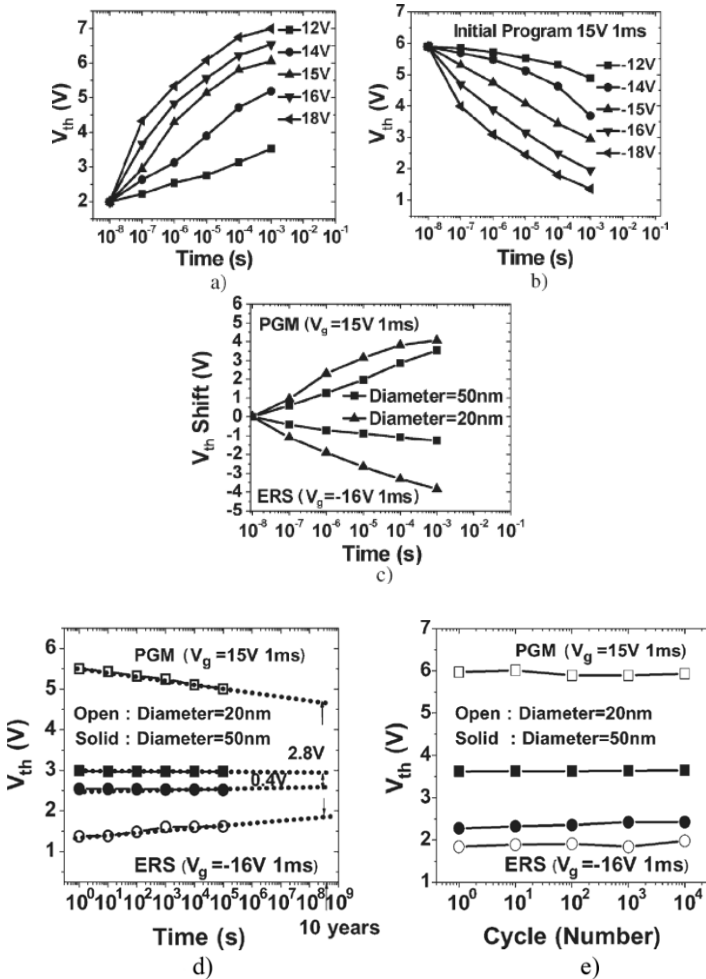 7
6
5
4
3
2
V_th (V)
12V
14V
15V
16V
18V
10^-8 10^-7 10^-6 10^-5 10^-4 10^-3 10^-2 10^-1
Time (s)
a)
7
6
5
4
3
2
1
V_th (V)
Initial Program 15V 1ms
-12V
-14V
-15V
-16V
-18V
10^-8 10^-7 10^-6 10^-5 10^-4 10^-3 10^-2 10^-1
Time (s)
b)
6
5
4
3
2
1
0
-1
-2
-3
-4
-5
V_th Shift (V)
PGM (V_g=15V 1ms)
Diameter=50nm
Diameter=20nm
ERS (V_g=-16V 1ms)
10^-8 10^-7 10^-6 10^-5 10^-4 10^-3 10^-2 10^-1
Time (s)
c)
6
5
4
3
2
1
V_th (V)
PGM (V_g=15V 1ms)
Open : Diameter=20nm
Solid : Diameter=50nm
2.8V
0.4V
ERS (V_g=-16V 1ms)
10^0 10^1 10^2 10^3 10^4 10^5 10^6 10^7 10^8 10^9
10 years
Time (s)
d)
7
6
5
4
3
2
1
V_th (V)
PGM (V_g=15V 1ms)
Open : Diameter=20nm
Solid : Diameter=50nm
ERS (V_g=-16V 1ms)
10^0 10^1 10^2 10^3 10^4
Cycle (Number)
e)